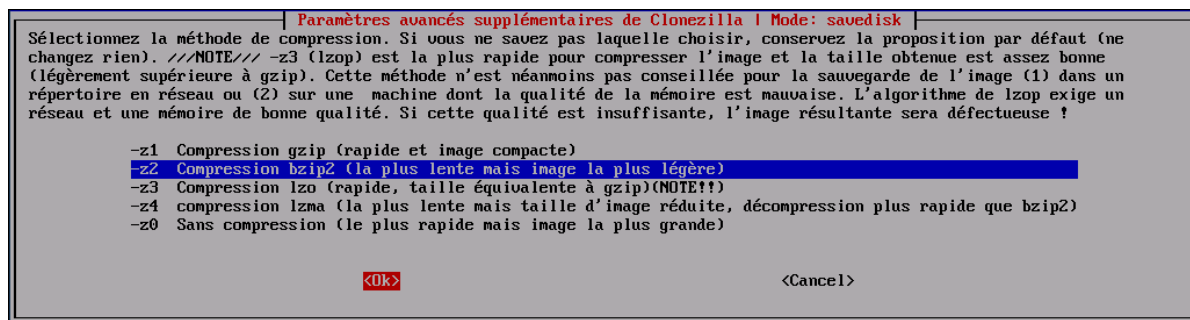 Paramètres avancés supplémentaires de Clonezilla | Mode: savedisk
Sélectionnez la méthode de compression. Si vous ne savez pas laquelle choisir, conservez la proposition par défaut (ne
changez rien). ///NOTE/// -z3 (lzop) est la plus rapide pour compresser l'image et la taille obtenue est assez bonne
(légèrement supérieure à gzip). Cette méthode n'est néanmoins pas conseillée pour la sauvegarde de l'image (1) dans un
répertoire en réseau ou (2) sur une machine dont la qualité de la mémoire est mauvaise. L'algorithme de lzop exige un
réseau et une mémoire de bonne qualité. Si cette qualité est insuffisante, l'image résultante sera défectueuse !
-z1 Compression gzip (rapide et image compacte)
-z2 Compression bzip2 (la plus lente mais image la plus légère)
-z3 Compression lzo (rapide, taille équivalente à gzip)(NOTE!!)
-z4 compression lzma (la plus lente mais taille d'image réduite, décompression plus rapide que bzip2)
-z0 Sans compression (le plus rapide mais image la plus grande)
<Ok> <Cancel>